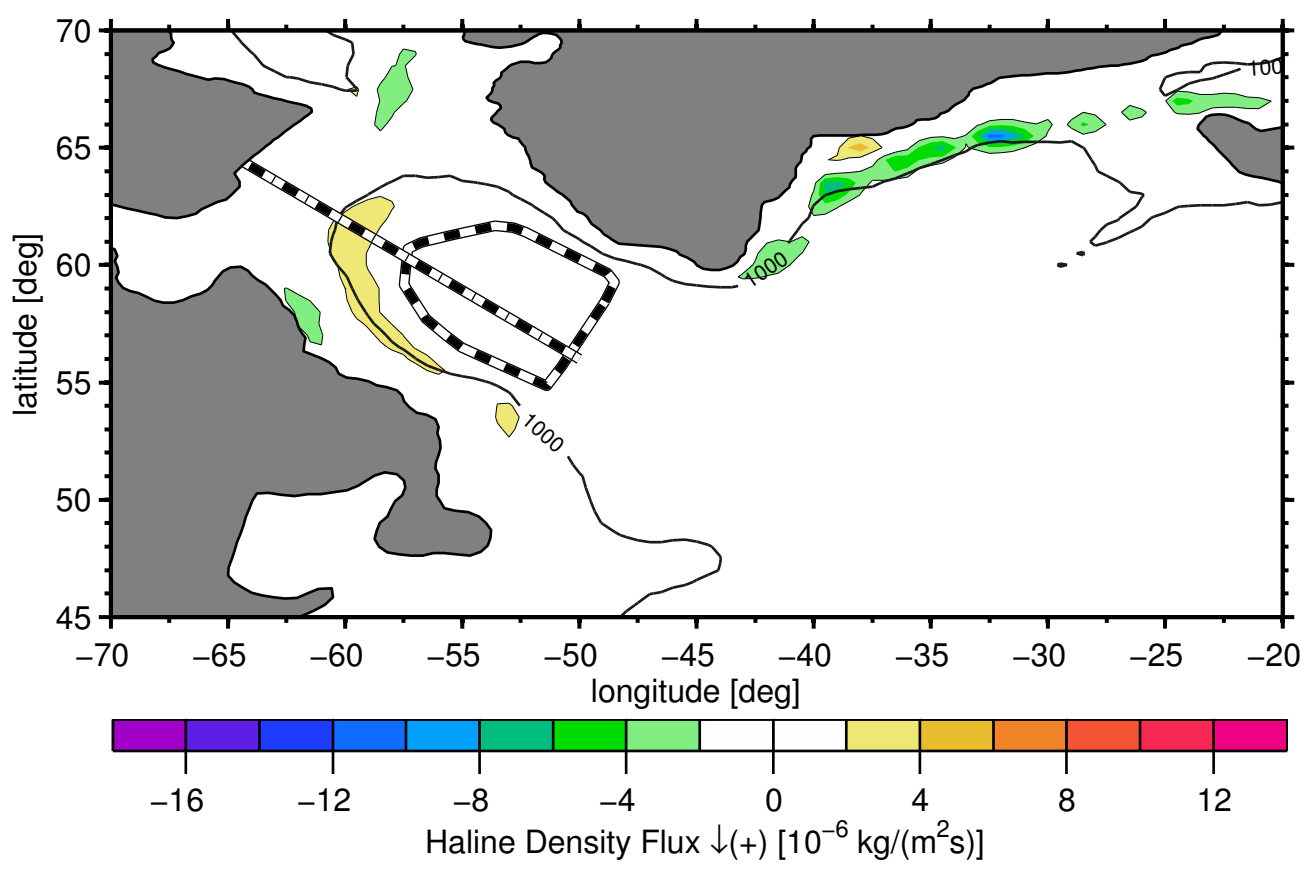 70
100
65
60
1000
55
1000
50
45
latitude [deg]
−70 −65 −60 −55 −50 −45 −40 −35 −30 −25 −20
longitude [deg]
−16 −12 −8 −4 0 4 8 12
Haline Density Flux ↓(+) [10⁻⁶ kg/(m²s)]